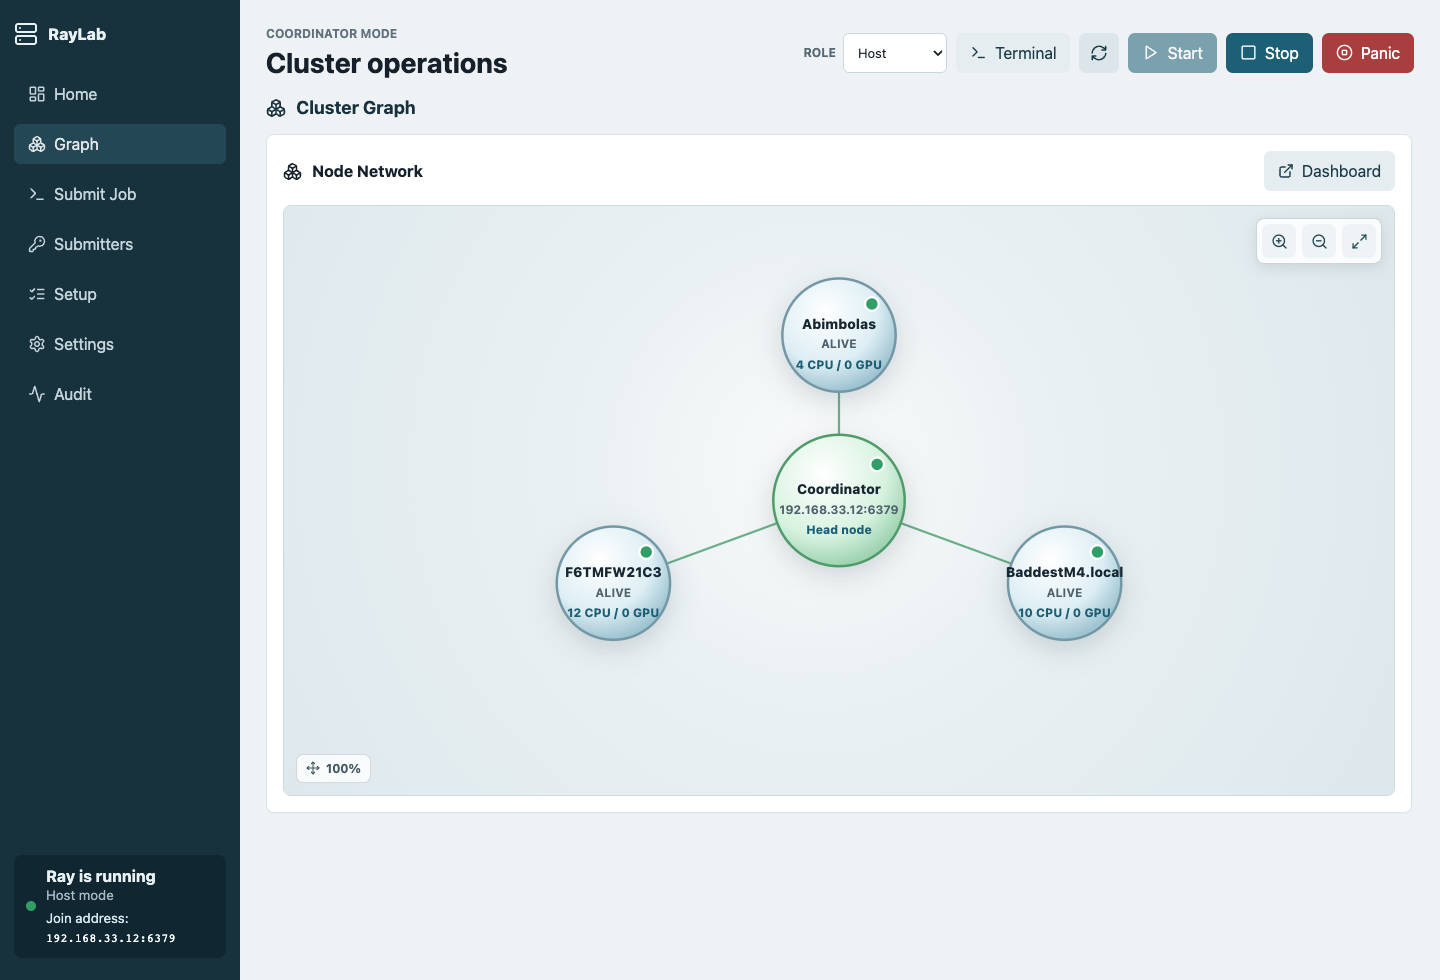 RayLab
Home
Graph
Submit Job
Submitters
Setup
Settings
Audit
Ray is running
Host mode
Join address:
192.168.33.12:6379
COORDINATOR MODE
Cluster operations
ROLE
Host
Terminal
Start
Stop
Panic
Cluster Graph
Node Network
Dashboard
Abimbolas
ALIVE
4 CPU / 0 GPU
Coordinator
192.168.33.12:6379
Head node
F6TMFW21C3
ALIVE
12 CPU / 0 GPU
BaddestM4.local
ALIVE
10 CPU / 0 GPU
100%